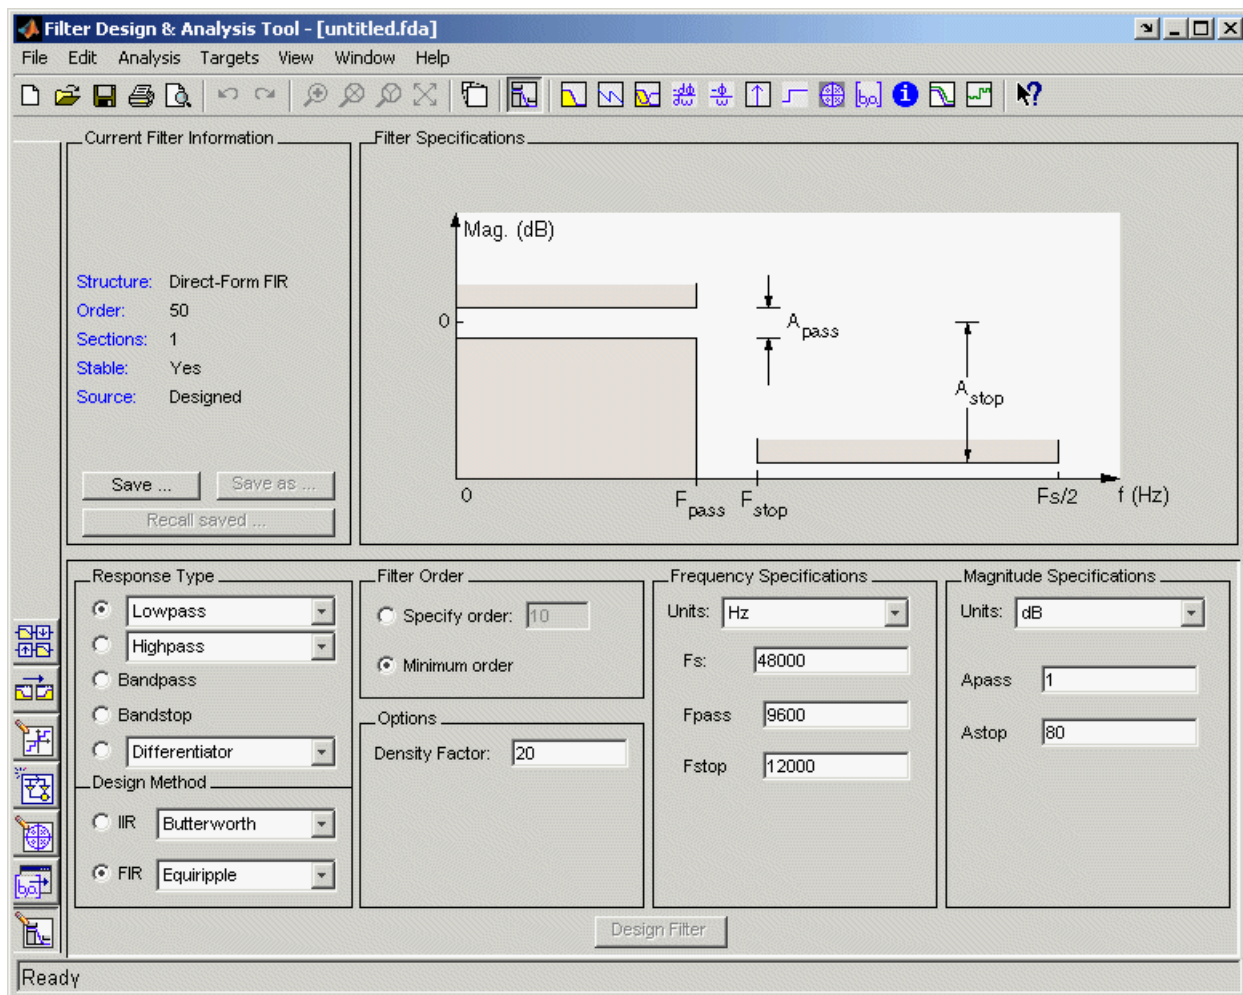 Filter Design & Analysis Tool - [untitled.fda]
File Edit Analysis Targets View Window Help
Current Filter Information
Structure: Direct-Form FIR
Order: 50
Sections: 1
Stable: Yes
Source: Designed
Save ... Save as ...
Recall saved ...
Filter Specifications
Mag. (dB)
0
A pass
A stop
0 F pass F stop Fs/2 f (Hz)
Response Type
Lowpass
Highpass
Bandpass
Bandstop
Differentiator
Design Method
IIR Butterworth
FIR Equiripple
Filter Order
Specify order: 10
Minimum order
Options
Density Factor: 20
Frequency Specifications
Units: Hz
Fs: 48000
Fpass 9600
Fstop 12000
Magnitude Specifications
Units: dB
Apass 1
Astop 80
Design Filter
Ready